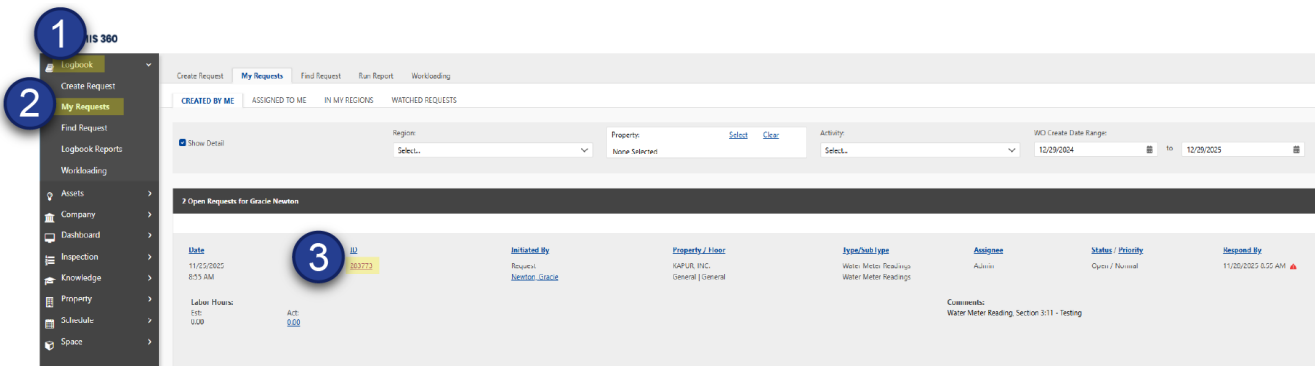 1
IIS 360
Logbook
Create Request My Requests Find Request Run Report Workloading
Create Request
2
My Requests
CREATED BY ME ASSIGNED TO ME IN MY REGIONS WATCHED REQUESTS
Find Request
Logbook Reports
Workloading
Show Detail
Region:
Select...
Property: Select Clear
None Selected
Activity:
Select...
WO Create Date Range:
12/29/2024 to 12/29/2025
Assets
Company
Dashboard
Inspection
Knowledge
Property
Schedule
Space
2 Open Requests for Gracie Newton
3
Date ID Initiated By Property / Floor Type/SubType Assignee Status / Priority Respond By
11/25/2025 283773 Request KAPUR, INC. Water Meter Readings Admin Open / Normal 11/28/2025 8:55 AM
8:55 AM Newton, Gracie General | General Water Meter Readings
Labor Hours: Comments:
Est: Act: Water Meter Reading, Section 3:11 - Testing
0.00 0.00